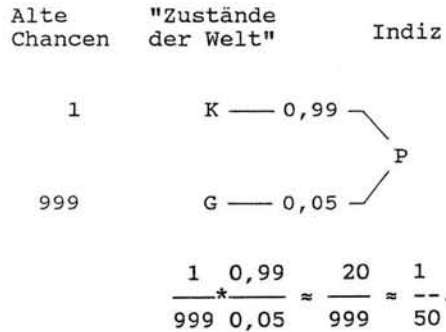 Alte "Zustände
Chancen der Welt" Indiz
1 K 0,99
P
999 G 0,05
1 0,99 20 1
--- * --- ≈ --- ≈ --.
999 0,05 999 50